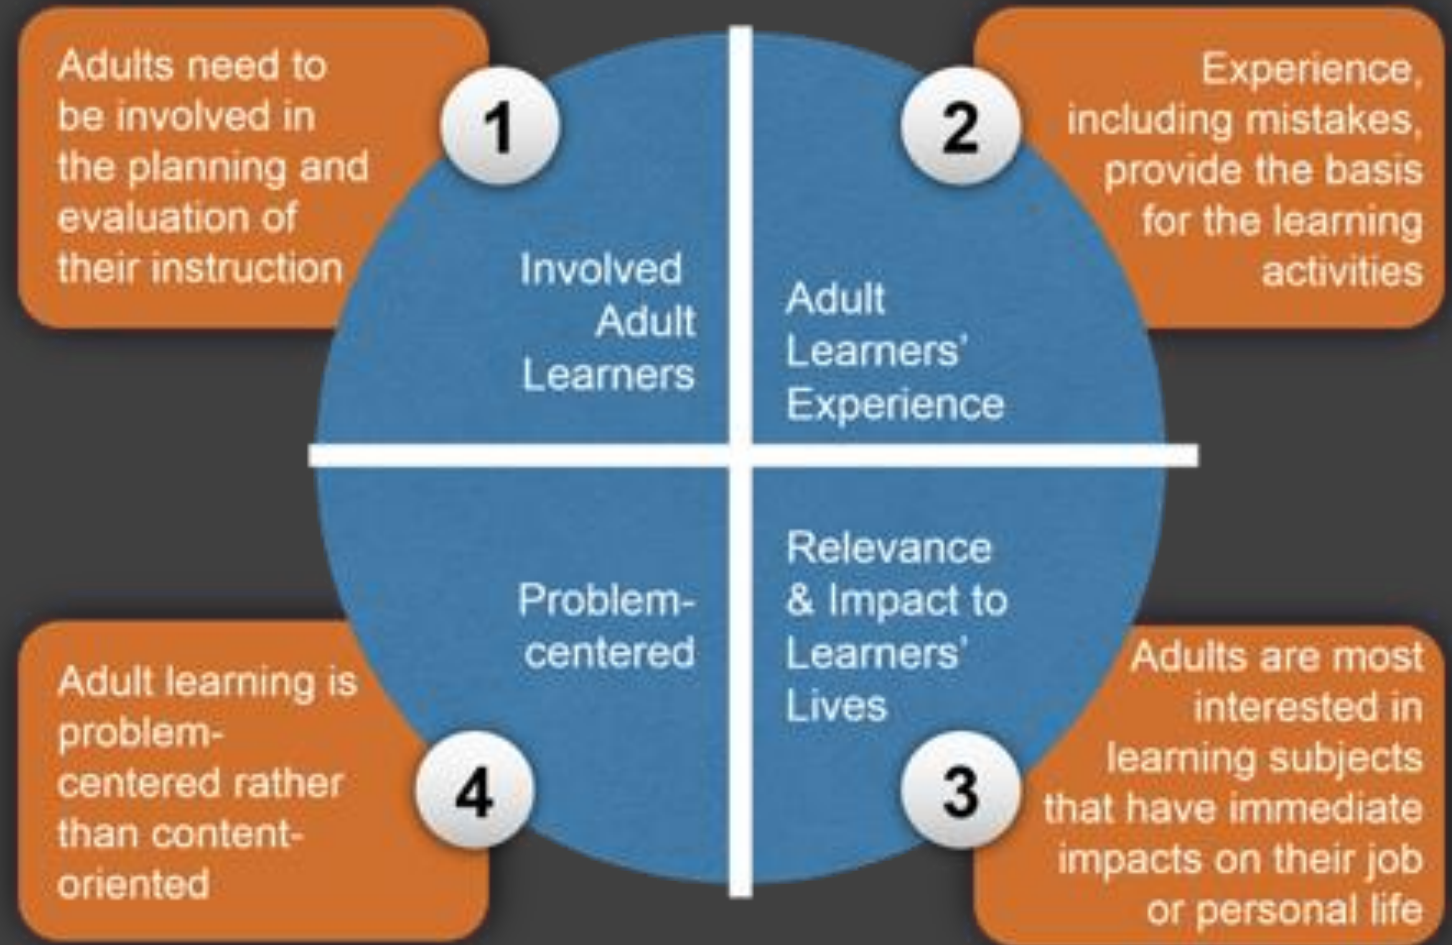 Adults need to
be involved in
the planning and
evaluation of
their instruction
1
Involved
Adult
Learners
2
Experience,
including mistakes,
provide the basis
for the learning
activities
Adult
Learners’
Experience
Relevance
& Impact to
Learners’
Lives
3
Adults are most
interested in
learning subjects
that have immediate
impacts on their job
or personal life
Problem-
centered
4
Adult learning is
problem-
centered rather
than content-
oriented